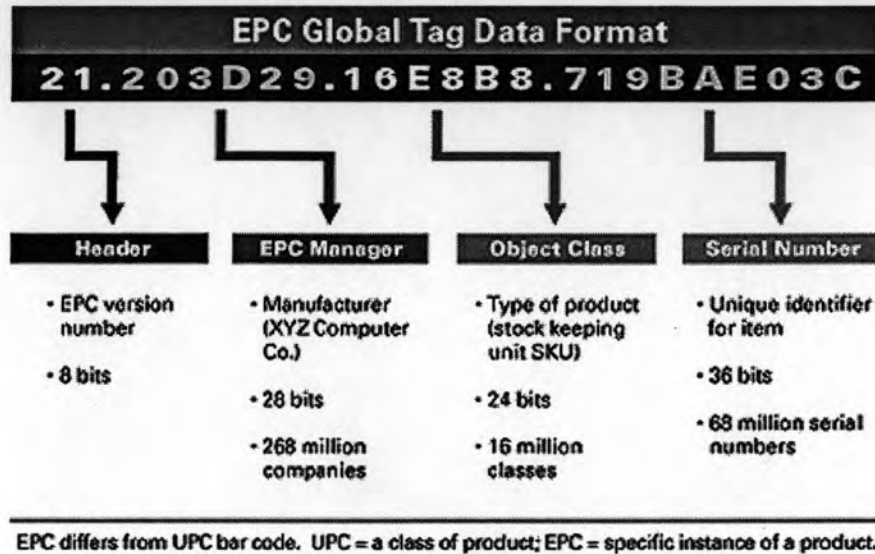 EPC Global Tag Data Format
21.203D29.16E8B8.719BAE03C
Header
• EPC version
number
• 8 bits
EPC Manager
• Manufacturer
(XYZ Computer
Co.)
• 28 bits
• 268 million
companies
Object Class
• Type of product
(stock keeping
unit SKU)
• 24 bits
• 16 million
classes
Serial Number
• Unique identifier
for item
• 36 bits
• 68 million serial
numbers
EPC differs from UPC bar code. UPC = a class of product; EPC = specific instance of a product.